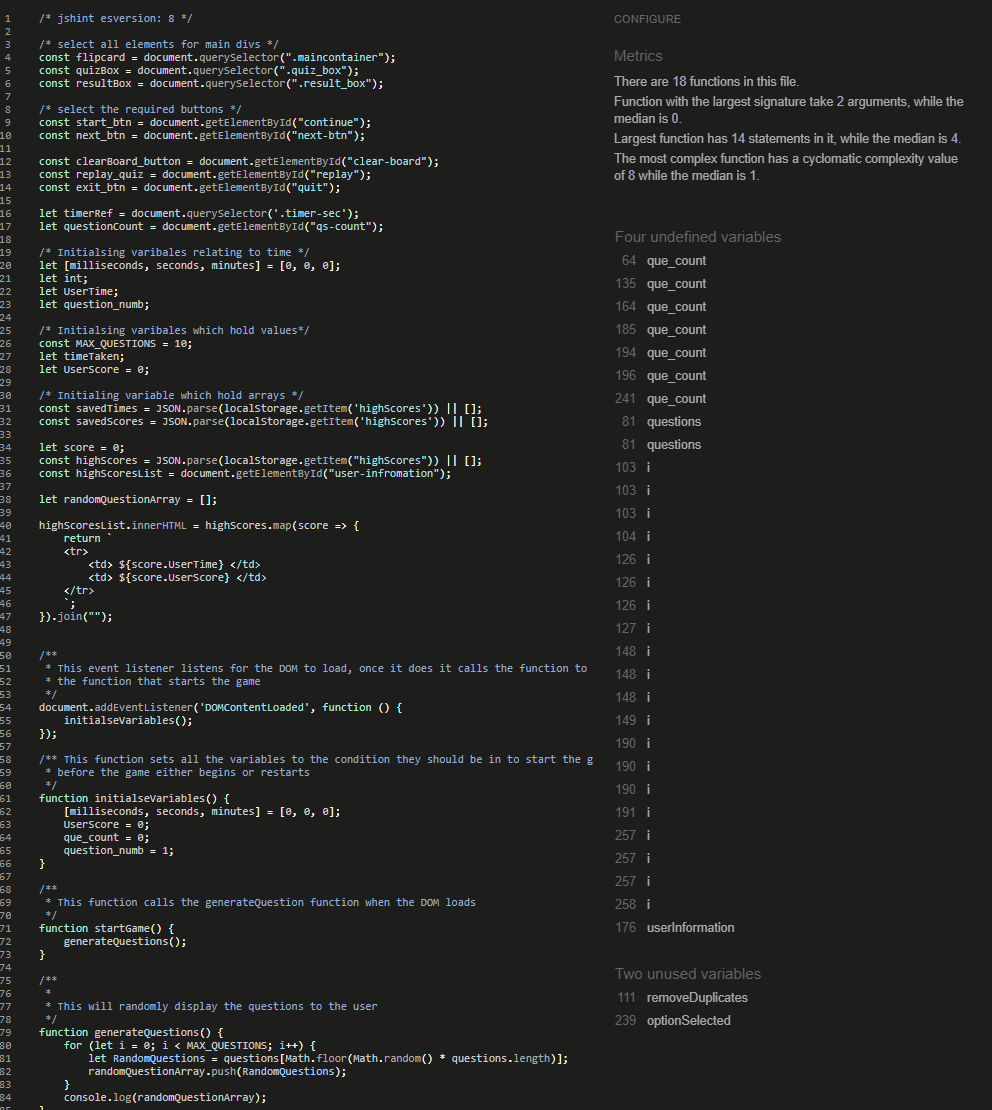 1 /* jshint esversion: 8 */
2
3 /* select all elements for main divs */
4 const flipcard = document.querySelector(".maincontainer");
5 const quizBox = document.querySelector(".quiz_box");
6 const resultBox = document.querySelector(".result_box");
7
8 /* select the required buttons */
9 const start_btn = document.getElementById("continue");
10 const next_btn = document.getElementById("next-btn");
11
12 const clearBoard_button = document.getElementById("clear-board");
13 const replay_quiz = document.getElementById("replay");
14 const exit_btn = document.getElementById("quit");
15
16 let timerRef = document.querySelector('.timer-sec');
17 let questionCount = document.getElementById("qs-count");
18
19 /* Initialsing varibales relating to time */
20 let [milliseconds, seconds, minutes] = [0, 0, 0];
21 let int;
22 let UserTime;
23 let question_numb;
24
25 /* Initialsing varibales which hold values*/
26 const MAX_QUESTIONS = 10;
27 let timeTaken;
28 let UserScore = 0;
29
30 /* Initialing variable which hold arrays */
31 const savedTimes = JSON.parse(localStorage.getItem('highScores')) || [];
32 const savedScores = JSON.parse(localStorage.getItem('highScores')) || [];
33
34 let score = 0;
35 const highScores = JSON.parse(localStorage.getItem("highScores")) || [];
36 const highScoresList = document.getElementById("user-infromation");
37
38 let randomQuestionArray = [];
39
40 highScoresList.innerHTML = highScores.map(score => {
41 return `
42 <tr>
43 <td> ${score.UserTime} </td>
44 <td> ${score.UserScore} </td>
45 </tr>
46 `;
47 }).join("");
48
49
50 /**
51 * This event listener listens for the DOM to load, once it does it calls the function to
52 * the function that starts the game
53 */
54 document.addEventListener('DOMContentLoaded', function () {
55 initialseVariables();
56 });
57
58 /** This function sets all the variables to the condition they should be in to start the g
59 * before the game either begins or restarts
60 */
61 function initialseVariables() {
62 [milliseconds, seconds, minutes] = [0, 0, 0];
63 UserScore = 0;
64 que_count = 0;
65 question_numb = 1;
66 }
67
68 /**
69 * This function calls the generateQuestion function when the DOM loads
70 */
71 function startGame() {
72 generateQuestions();
73 }
74
75 /**
76 *
77 * This will randomly display the questions to the user
78 */
79 function generateQuestions() {
80 for (let i = 0; i < MAX_QUESTIONS; i++) {
81 let RandomQuestions = questions[Math.floor(Math.random() * questions.length)];
82 randomQuestionArray.push(RandomQuestions);
83 }
84 console.log(randomQuestionArray);
CONFIGURE
Metrics
There are 18 functions in this file.
Function with the largest signature take 2 arguments, while the
median is 0.
Largest function has 14 statements in it, while the median is 4.
The most complex function has a cyclomatic complexity value
of 8 while the median is 1.
Four undefined variables
64 que_count
135 que_count
164 que_count
185 que_count
194 que_count
196 que_count
241 que_count
81 questions
81 questions
103 i
103 i
103 i
104 i
126 i
126 i
126 i
127 i
148 i
148 i
148 i
149 i
190 i
190 i
190 i
191 i
257 i
257 i
257 i
258 i
176 userInformation
Two unused variables
111 removeDuplicates
239 optionSelected